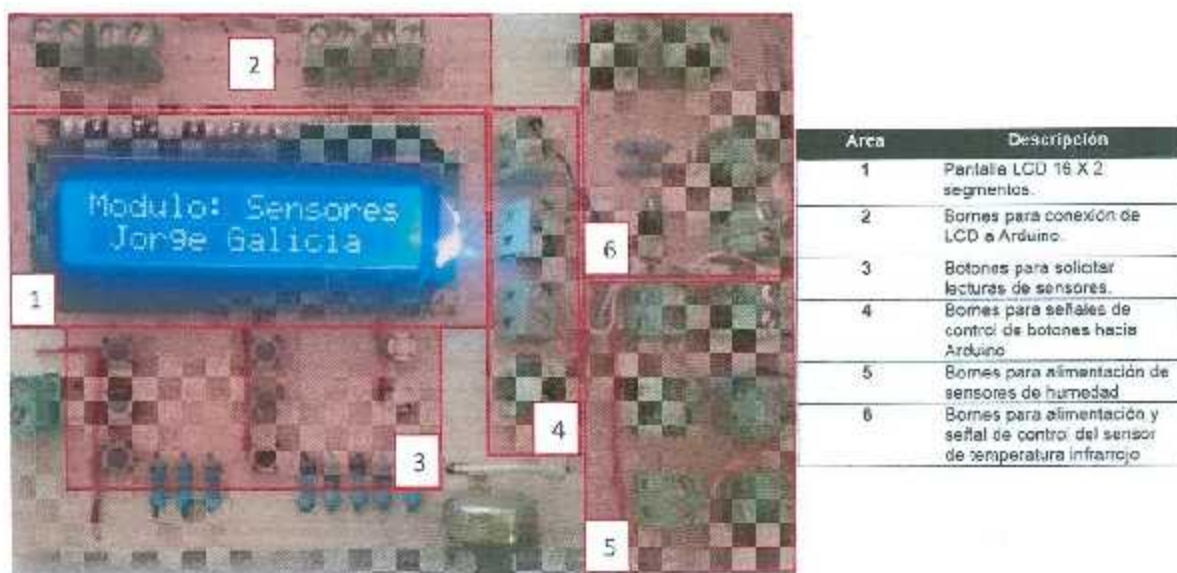 2
Modulo: Sensores
Jorge Galicia
1
6
3
4
5
Area Descripción
1 Pantalla LCD 16 X 2
segmentos.
2 Bornes para conexión de
LCD a Arduino.
3 Botones para solicitar
lecturas de sensores.
4 Bornes para señales de
control de botones hacia
Arduino
5 Bornes para alimentación de
sensores de humedad
6 Bornes para alimentación y
señal de control del sensor
de temperatura infrarrojo